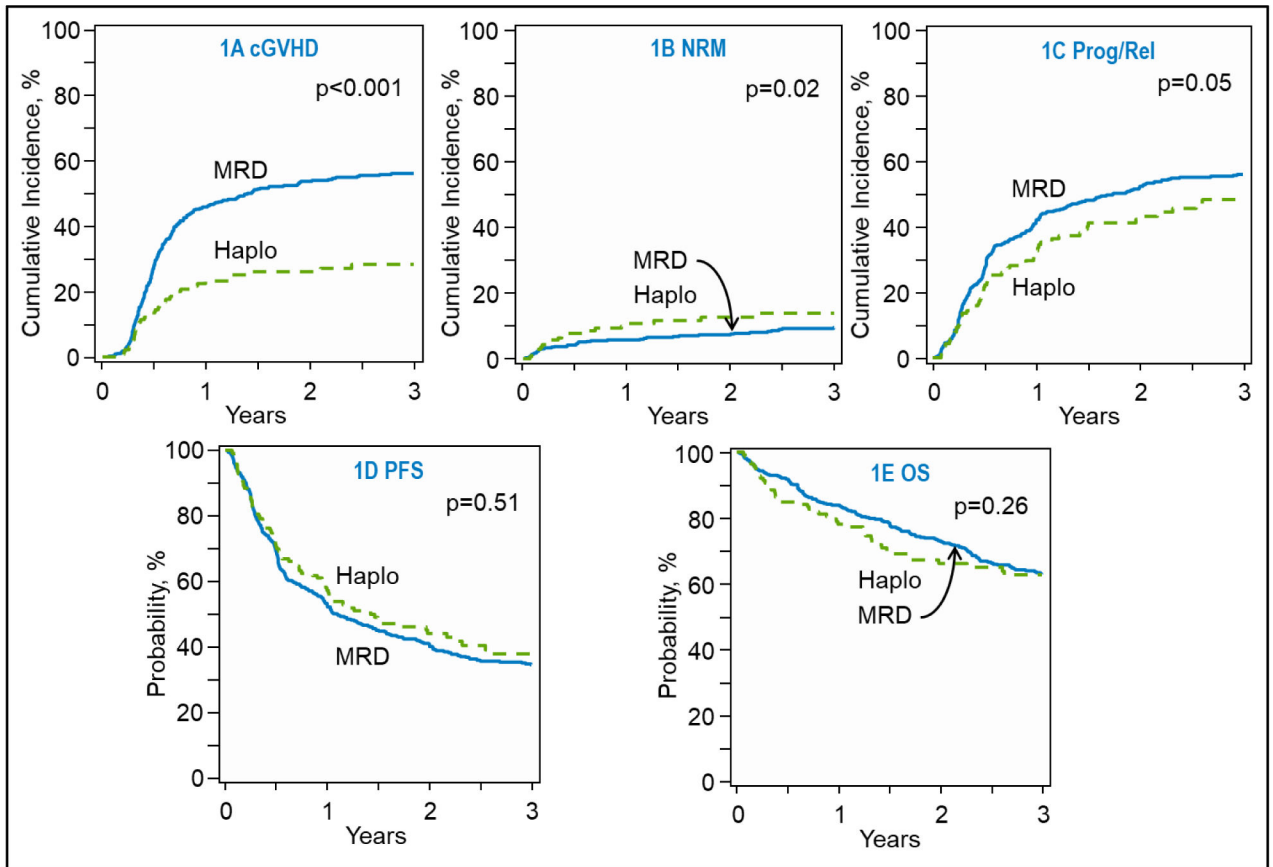 1A cGVHD
p<0.001
MRD
Haplo
Cumulative Incidence, %
100
80
60
40
20
0
0 1 2 3
Years
1B NRM
p=0.02
MRD
Haplo
Cumulative Incidence, %
100
80
60
40
20
0
0 1 2 3
Years
1C Prog/Rel
p=0.05
MRD
Haplo
Cumulative Incidence, %
100
80
60
40
20
0
0 1 2 3
Years
1D PFS
p=0.51
Haplo
MRD
Probability, %
100
80
60
40
20
0
0 1 2 3
Years
1E OS
p=0.26
Haplo
MRD
Probability, %
100
80
60
40
20
0
0 1 2 3
Years